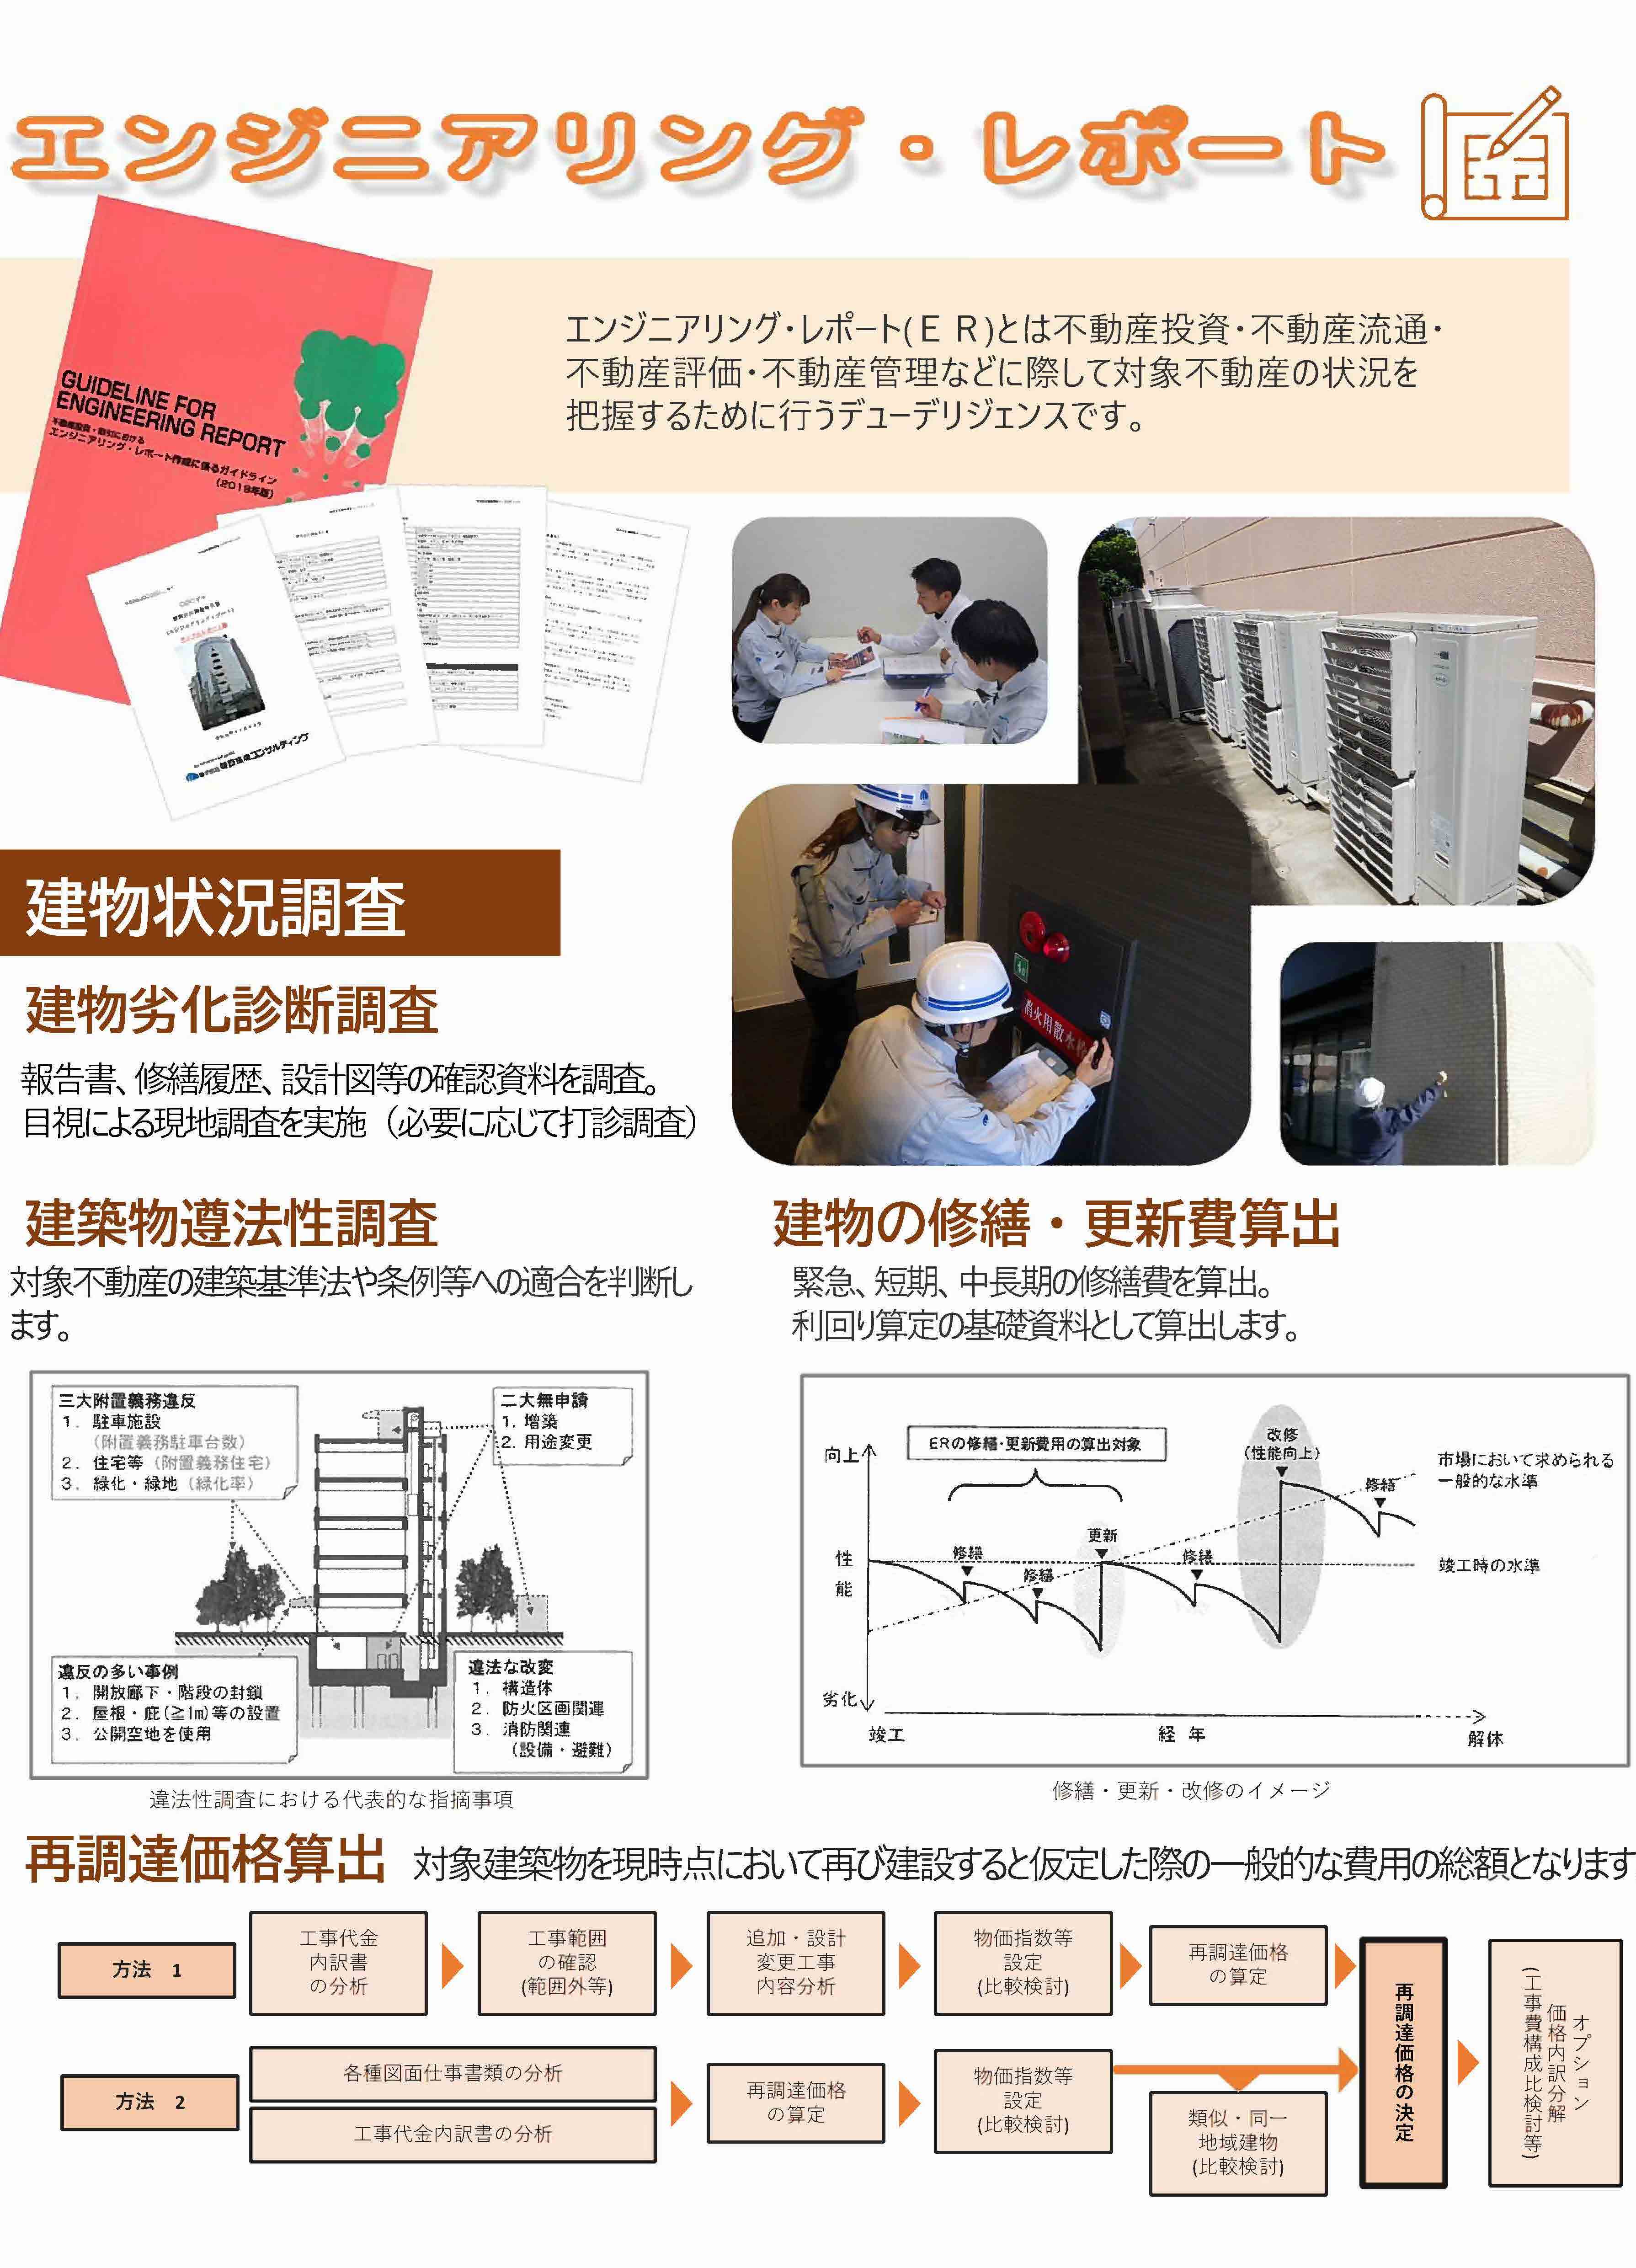 エンジニアリング・レポート
GUIDELINE FOR
ENGINEERING REPORT
不動産投資・取引における
エンジニアリング・レポート作成に係るガイドライン
(2019年版)
エンジニアリング・レポート(ＥＲ)とは不動産投資・不動産流通・
不動産評価・不動産管理などに際して対象不動産の状況を
把握するために行うデューデリジェンスです。
消火用散水栓
建物状況調査
建物劣化診断調査
報告書、修繕履歴、設計図等の確認資料を調査。
目視による現地調査を実施（必要に応じて打診調査）
建築物遵法性調査
対象不動産の建築基準法や条例等への適合を判断し
ます。
三大附置義務違反
1. 駐車施設
（附置義務駐車台数）
2. 住宅等（附置義務住宅）
3. 緑化・緑地（緑化率）
二大無申請
1. 増築
2. 用途変更
違反の多い事例
1. 開放廊下・階段の封鎖
2. 屋根・庇(≧1m)等の設置
3. 公開空地を使用
違法な改変
1. 構造体
2. 防火区画関連
3. 消防関連
（設備・避難）
違法性調査における代表的な指摘事項
建物の修繕・更新費算出
緊急、短期、中長期の修繕費を算出。
利回り算定の基礎資料として算出します。
ERの修繕・更新費用の算出対象
向上
性
能
劣化
修繕
修繕
更新
修繕
改修
（性能向上）
修繕
市場において求められる
一般的な水準
竣工時の水準
竣工
経 年
解体
修繕・更新・改修のイメージ
再調達価格算出
対象建築物を現時点において再び建設すると仮定した際の一般的な費用の総額となります
方法 1
工事代金
内訳書
の分析
工事範囲
の確認
(範囲外等)
追加・設計
変更工事
内容分析
物価指数等
設定
(比較検討)
再調達価格
の算定
方法 2
各種図面仕事書類の分析
工事代金内訳書の分析
再調達価格
の算定
物価指数等
設定
(比較検討)
類似・同一
地域建物
(比較検討)
再調達価格の決定
オプション
価格内訳分解
(工事費構成比検討等)